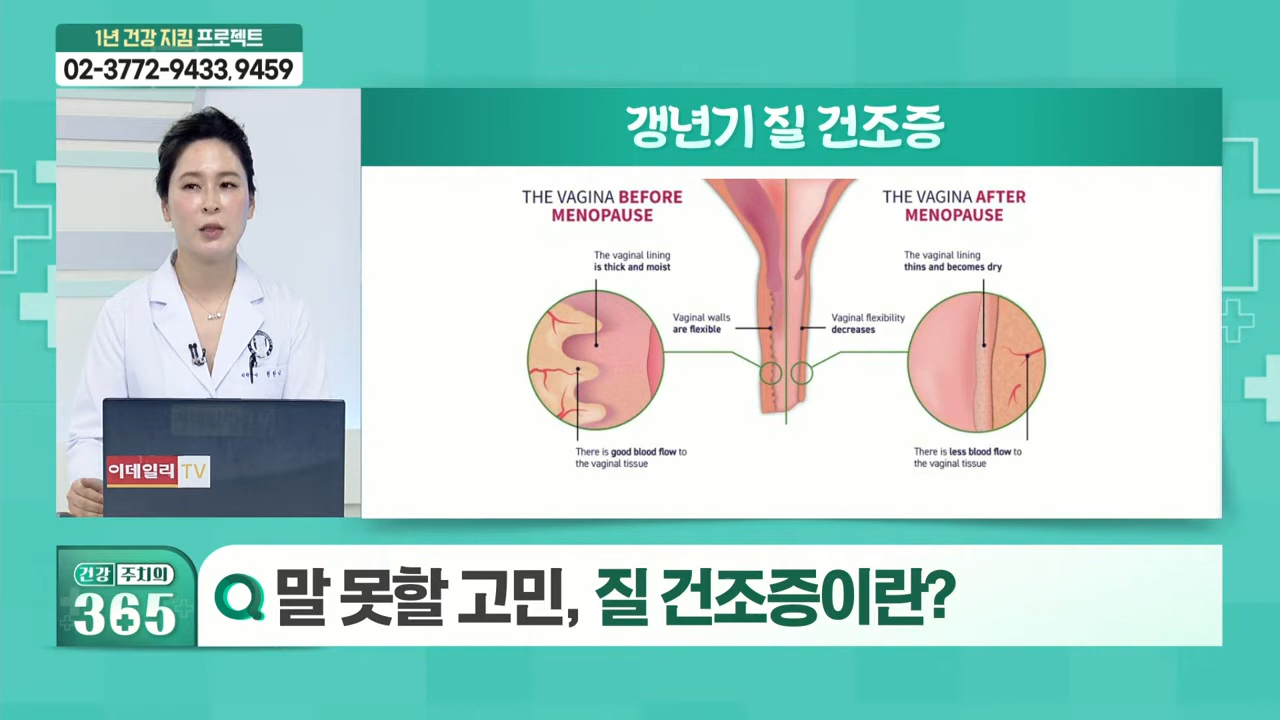 1년 건강 지킴 프로젝트
02-3772-9433, 9459
갱년기 질 건조증
THE VAGINA BEFORE
MENOPAUSE
THE VAGINA AFTER
MENOPAUSE
The vaginal lining
is thick and moist
The vaginal lining
thins and becomes dry
Vaginal walls
are flexible
Vaginal flexibility
decreases
There is good blood flow to
the vaginal tissue
There is less blood flow to
the vaginal tissue
이데일리 TV
건강 주치의
365
Q 말 못할 고민, 질 건조증이란?